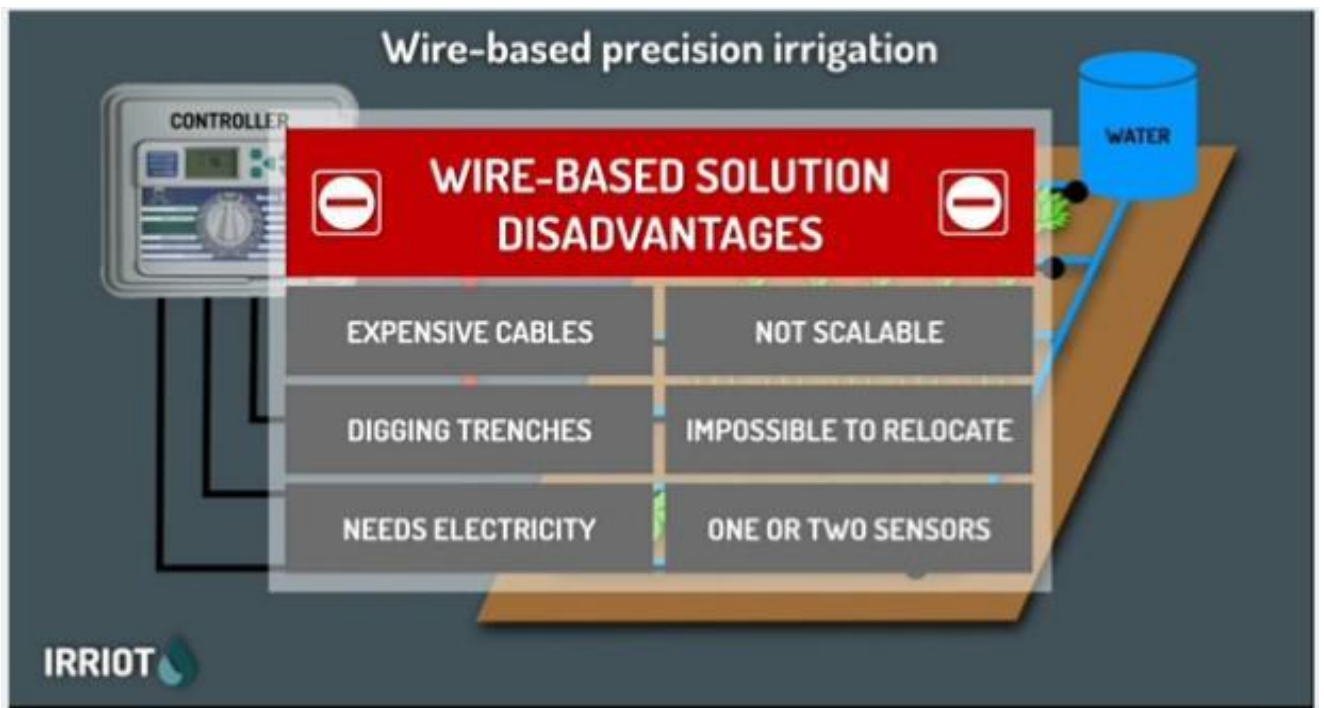 Wire-based precision irrigation
CONTROLLER
WATER
WIRE-BASED SOLUTION
DISADVANTAGES
EXPENSIVE CABLES
NOT SCALABLE
DIGGING TRENCHES
IMPOSSIBLE TO RELOCATE
NEEDS ELECTRICITY
ONE OR TWO SENSORS
IRRIOT